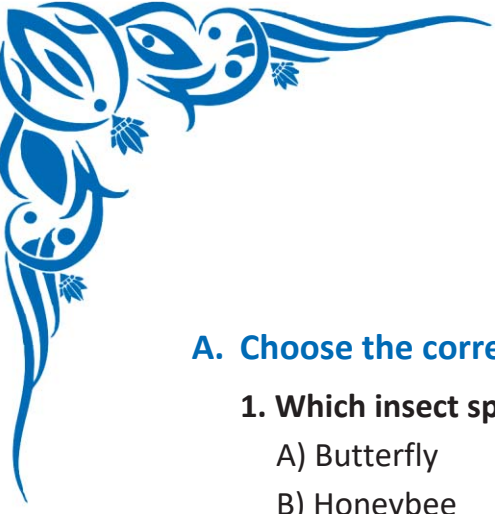 A. Choose the corre
1. Which insect sp
A) Butterfly
B) Honeybee